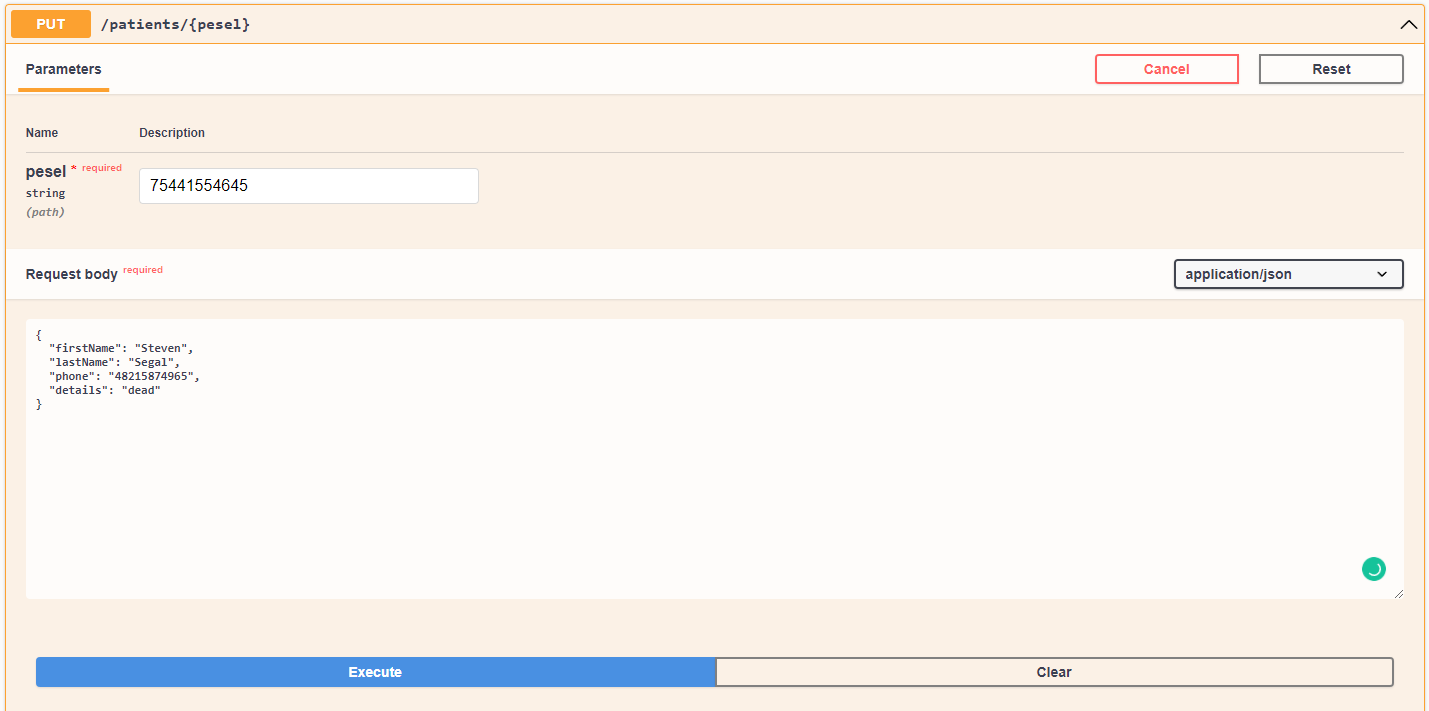 PUT /patients/{pesel}
Parameters Cancel Reset
Name Description
pesel * required 75441554645
string
(path)
Request body required application/json
{
  "firstName": "Steven",
  "lastName": "Segal",
  "phone": "48215874965",
  "details": "dead"
}
Execute Clear